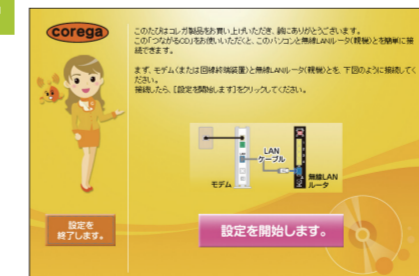 corega
このたびはコレガ製品をお買い上げいただき、誠にありがとうございます。
この「つながるCD」をお使いいただくと、このパソコンと無線LANルータ(親機)とを簡単に接
続できます。
まず、モデム(または回線終端装置)と無線LANルータ(親機)とを、下図のように接続してく
ださい。
接続したら、[設定を開始します]をクリックしてください。
LAN
ケーブル
モデム
無線LAN
ルータ
設定を
終了します。
設定を開始します。